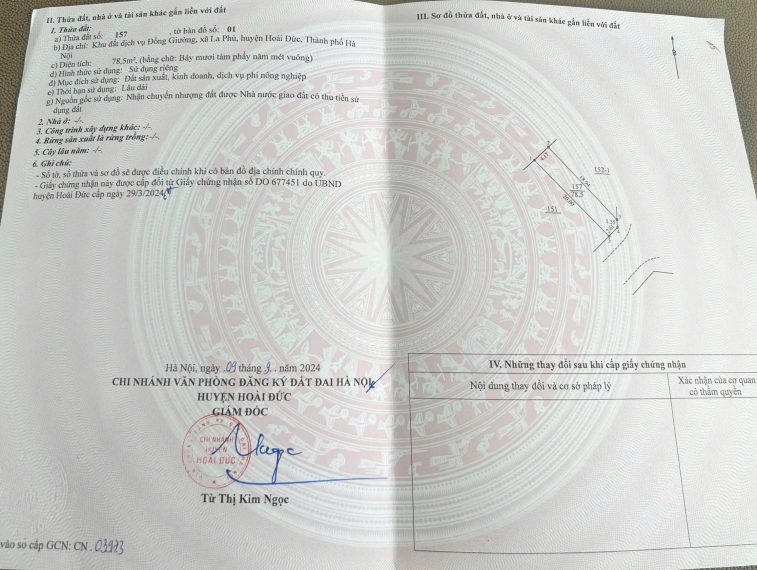 II. Thửa đất, nhà ở và tài sản khác gắn liền với đất
1. Thửa đất:
a) Thửa đất số: 157 , tờ bản đồ số: 01
b) Địa chỉ: Khu đất dịch vụ Đồng Giường, xã La Phù, huyện Hoài Đức, Thành phố Hà
Nội
c) Diện tích: 78,5m², (bằng chữ: Bảy mươi tám phẩy năm mét vuông)
d) Hình thức sử dụng: Sử dụng riêng
đ) Mục đích sử dụng: Đất sản xuất, kinh doanh, dịch vụ phi nông nghiệp
e) Thời hạn sử dụng: Lâu dài
g) Nguồn gốc sử dụng: Nhận chuyển nhượng đất được Nhà nước giao đất có thu tiền sử
dụng đất
2. Nhà ở: -/-
3. Công trình xây dựng khác: -/-
4. Rừng sản xuất là rừng trồng: -/-
5. Cây lâu năm: -/-
6. Ghi chú:
- Số tờ, số thửa và sơ đồ sẽ được điều chỉnh khi có bản đồ địa chính chính quy.
- Giấy chứng nhận này được cấp đổi từ Giấy chứng nhận số DO 677451 do UBND
huyện Hoài Đức cấp ngày 29/3/2024
Hà Nội, ngày 09 tháng 9 . năm 2024
CHI NHÁNH VĂN PHÒNG ĐĂNG KÝ ĐẤT ĐAI HÀ NỘI
HUYỆN HOÀI ĐỨC
GIÁM ĐỐC
CHI NHÁNH
HUYỆN
HOÀI ĐỨC
Từ Thị Kim Ngọc
vào sổ cấp GCN: CN . 03973
III. Sơ đồ thửa đất, nhà ở và tài sản khác gắn liền với đất
B
1
2
152-1
157
78.5
151
IV. Những thay đổi sau khi cấp giấy chứng nhận
Nội dung thay đổi và cơ sở pháp lý
Xác nhận của cơ quan
có thẩm quyền